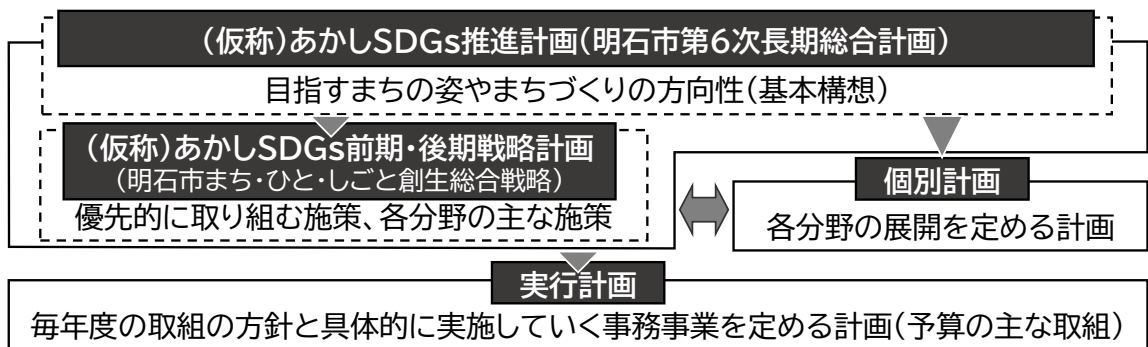 (仮称)あかしSDGs推進計画(明石市第6次長期総合計画)
目指すまちの姿やまちづくりの方向性(基本構想)
(仮称)あかしSDGs前期・後期戦略計画
(明石市まち・ひと・しごと創生総合戦略)
優先的に取り組む施策、各分野の主な施策
個別計画
各分野の展開を定める計画
実行計画
毎年度の取組の方針と具体的に実施していく事務事業を定める計画(予算の主な取組)